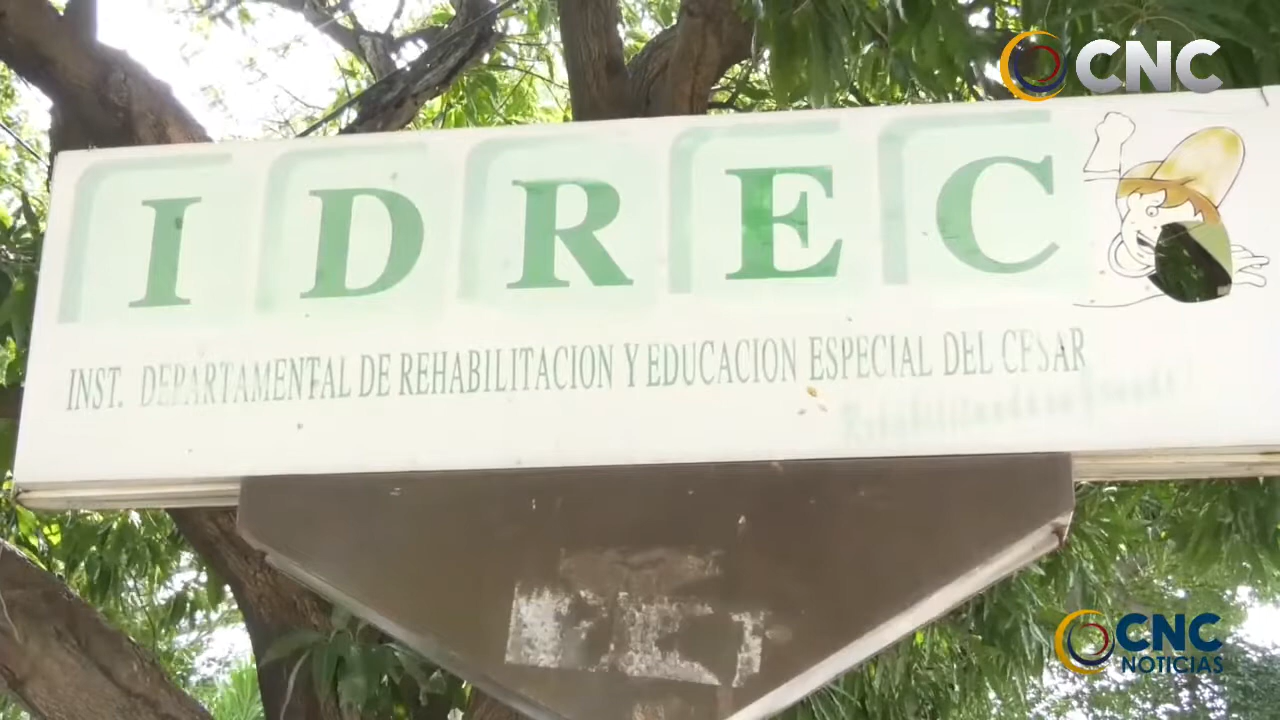 CNC
IDREC
INST. DEPARTAMENTAL DE REHABILITACION Y EDUCACION ESPECIAL DEL CESAR
CNC
NOTICIAS